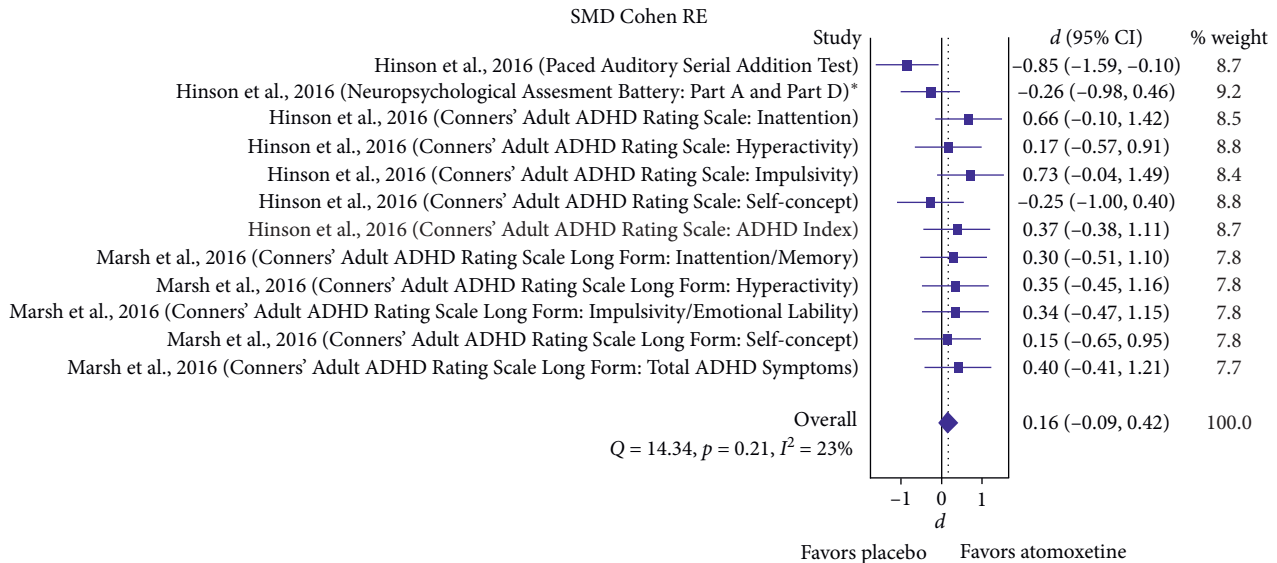 SMD Cohen RE
Study d (95% CI) % weight
Hinson et al., 2016 (Paced Auditory Serial Addition Test) −0.85 (−1.59, −0.10) 8.7
Hinson et al., 2016 (Neuropsychological Assesment Battery: Part A and Part D)* −0.26 (−0.98, 0.46) 9.2
Hinson et al., 2016 (Conners’ Adult ADHD Rating Scale: Inattention) 0.66 (−0.10, 1.42) 8.5
Hinson et al., 2016 (Conners’ Adult ADHD Rating Scale: Hyperactivity) 0.17 (−0.57, 0.91) 8.8
Hinson et al., 2016 (Conners’ Adult ADHD Rating Scale: Impulsivity) 0.73 (−0.04, 1.49) 8.4
Hinson et al., 2016 (Conners’ Adult ADHD Rating Scale: Self-concept) −0.25 (−1.00, 0.40) 8.8
Hinson et al., 2016 (Conners’ Adult ADHD Rating Scale: ADHD Index) 0.37 (−0.38, 1.11) 8.7
Marsh et al., 2016 (Conners’ Adult ADHD Rating Scale Long Form: Inattention/Memory) 0.30 (−0.51, 1.10) 7.8
Marsh et al., 2016 (Conners’ Adult ADHD Rating Scale Long Form: Hyperactivity) 0.35 (−0.45, 1.16) 7.8
Marsh et al., 2016 (Conners’ Adult ADHD Rating Scale Long Form: Impulsivity/Emotional Lability) 0.34 (−0.47, 1.15) 7.8
Marsh et al., 2016 (Conners’ Adult ADHD Rating Scale Long Form: Self-concept) 0.15 (−0.65, 0.95) 7.8
Marsh et al., 2016 (Conners’ Adult ADHD Rating Scale Long Form: Total ADHD Symptoms) 0.40 (−0.41, 1.21) 7.7
Overall 0.16 (−0.09, 0.42) 100.0
Q = 14.34, p = 0.21, I² = 23%
−1 0 1
d
Favors placebo Favors atomoxetine